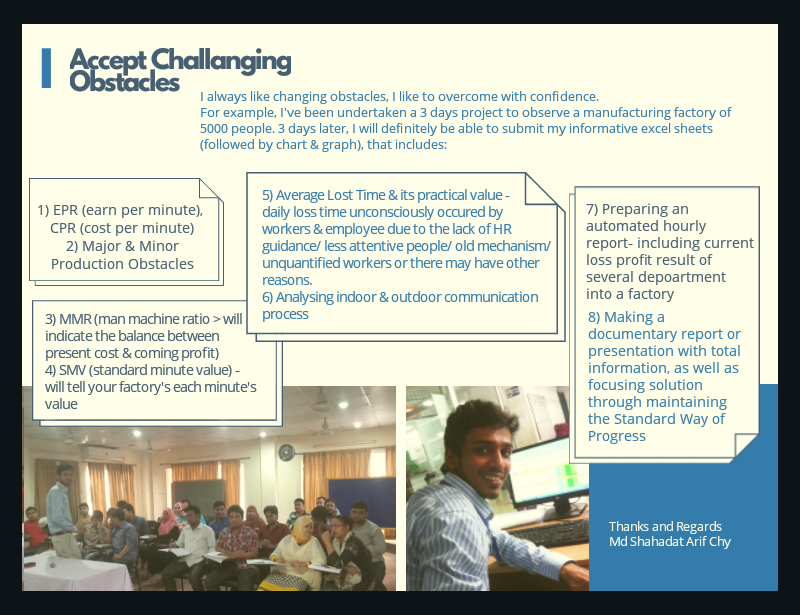 Accept Challanging
Obstacles
I always like changing obstacles, I like to overcome with confidence.
For example, I've been undertaken a 3 days project to observe a manufacturing factory of
5000 people. 3 days later, I will definitely be able to submit my informative excel sheets
(followed by chart & graph), that includes:
1) EPR (earn per minute),
CPR (cost per minute)
2) Major & Minor
Production Obstacles
3) MMR (man machine ratio > will
indicate the balance between
present cost & coming profit)
4) SMV (standard minute value) -
will tell your factory's each minute's
value
5) Average Lost Time & its practical value -
daily loss time unconsciously occured by
workers & employee due to the lack of HR
guidance/ less attentive people/ old mechanism/
unquantified workers or there may have other
reasons.
6) Analysing indoor & outdoor communication
process
7) Preparing an
automated hourly
report- including current
loss profit result of
several depoartment
into a factory
8) Making a
documentary report or
presentation with total
information, as well as
focusing solution
through maintaining
the Standard Way of
Progress
Thanks and Regards
Md Shahadat Arif Chy